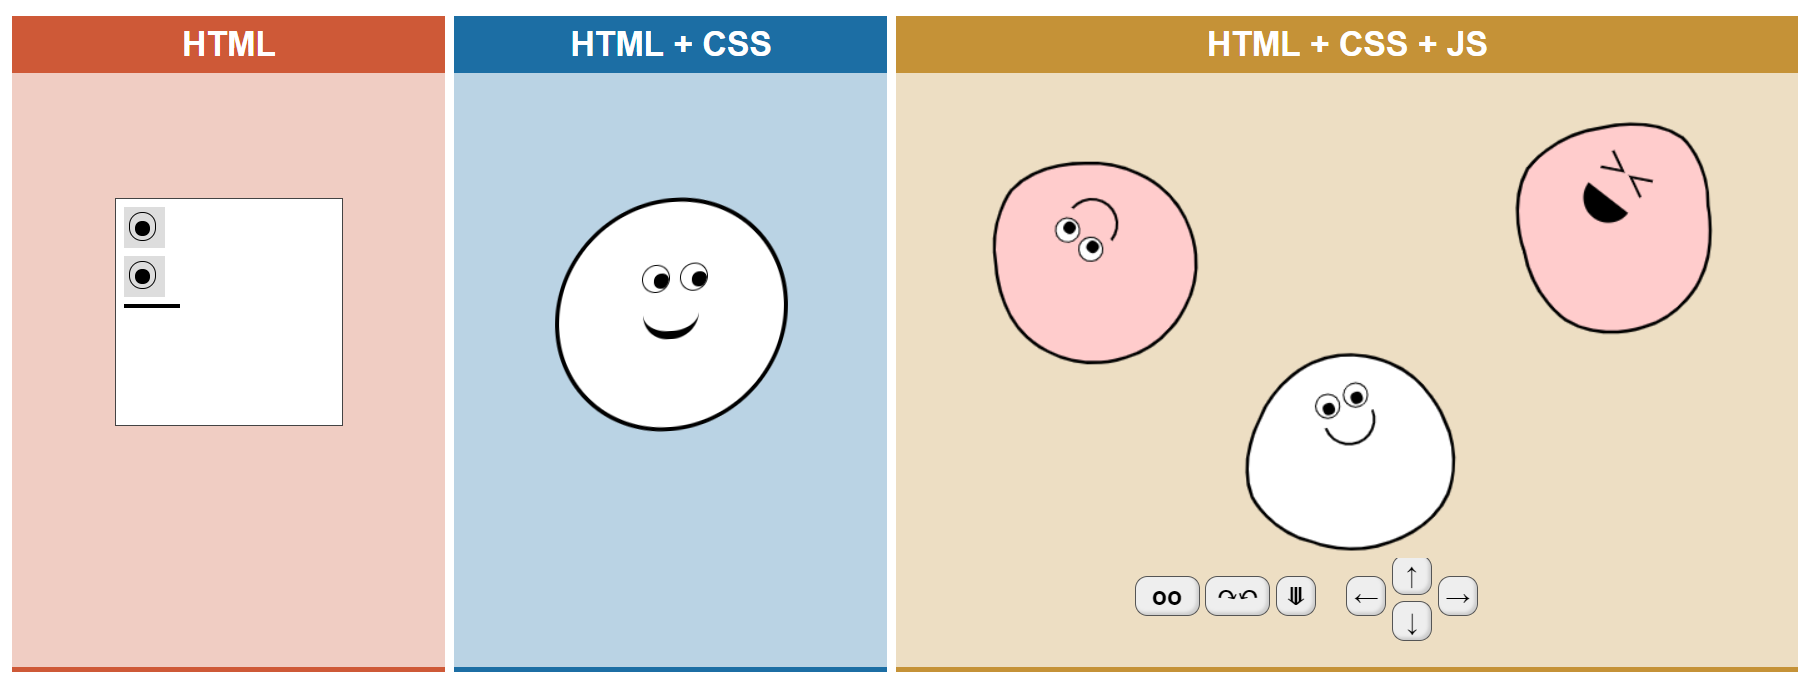 HTML
HTML + CSS
HTML + CSS + JS
oo
↷↶
⤋
←
↑
↓
→